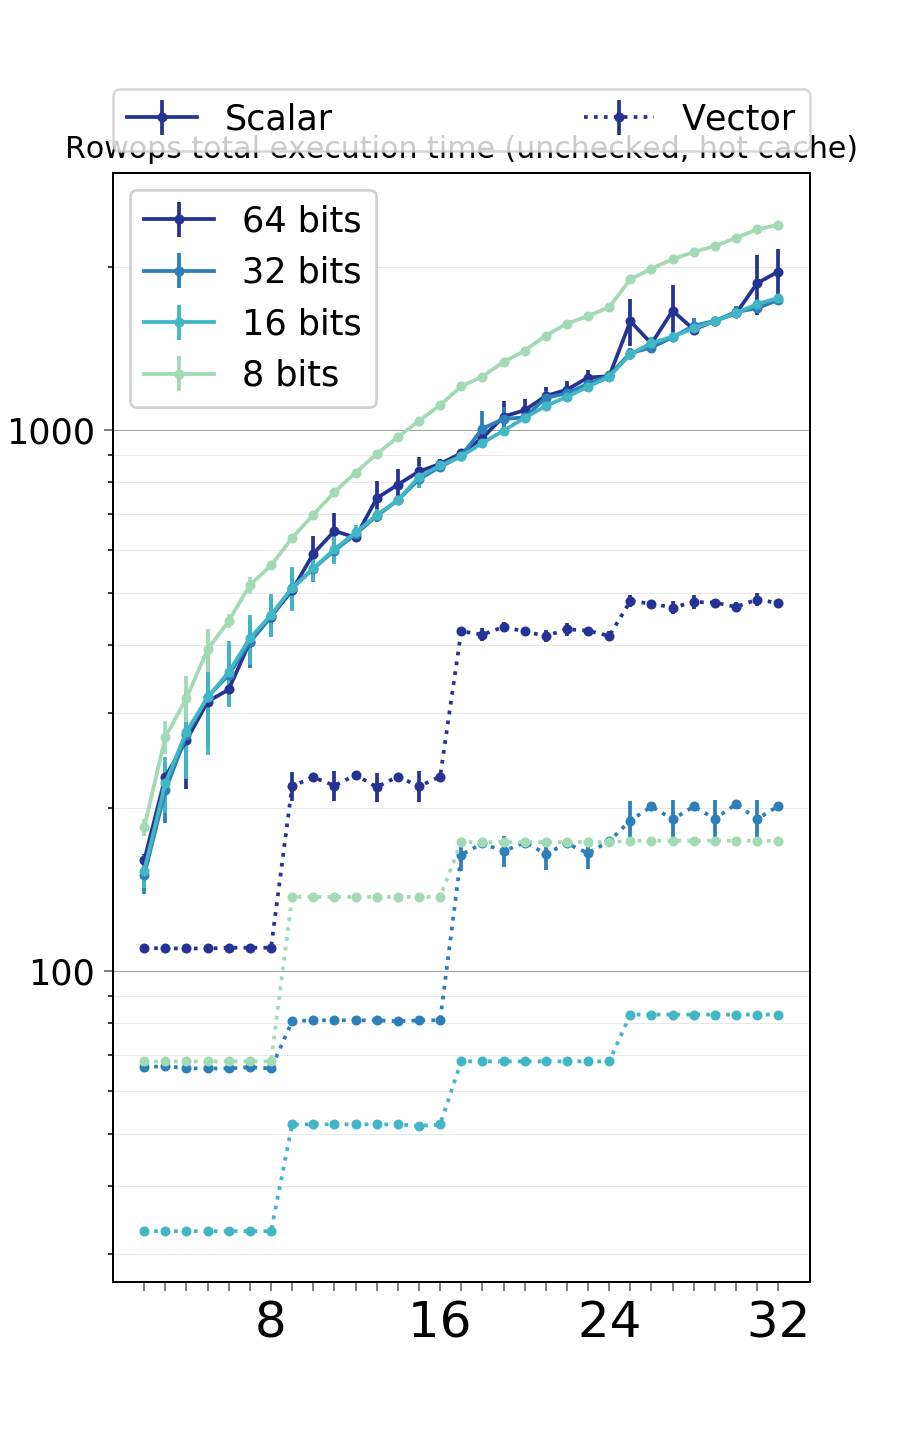 Scalar Vector
Rowops total execution time (unchecked, hot cache)
64 bits
32 bits
16 bits
8 bits
1000
100
8 16 24 32